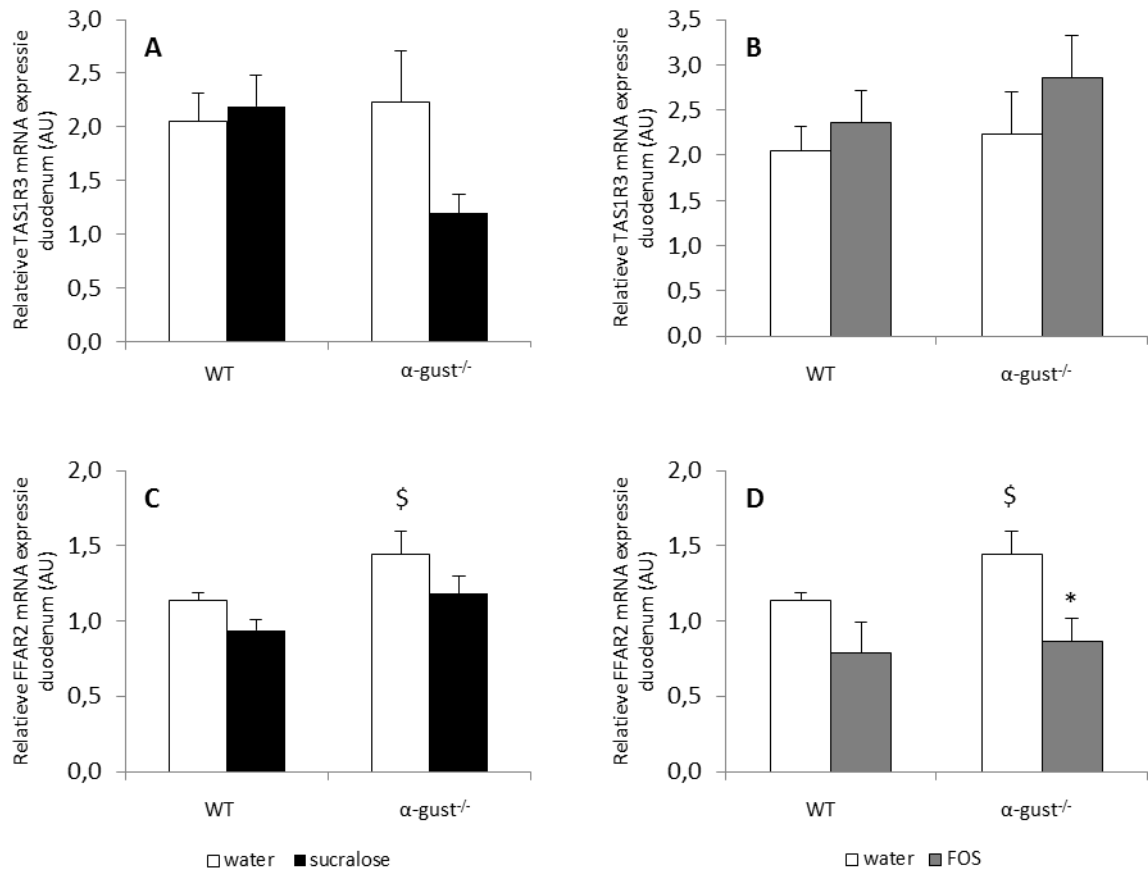 A
Relateive TAS1R3 mRNA expressie
duodenum (AU)
3,0
2,5
2,0
1,5
1,0
0,5
0,0
WT
α-gust-/-
B
Relatieve TAS1R3 mRNA expressie
duodenum (AU)
3,5
3,0
2,5
2,0
1,5
1,0
0,5
0,0
WT
α-gust-/-
C
Relatieve FFAR2 mRNA expressie
duodenum (AU)
2,0
1,5
1,0
0,5
0,0
$
WT
α-gust-/-
water sucralose
D
Relatieve FFAR2 mRNA expressie
duodenum (AU)
2,0
1,5
1,0
0,5
0,0
$
*
WT
α-gust-/-
water FOS